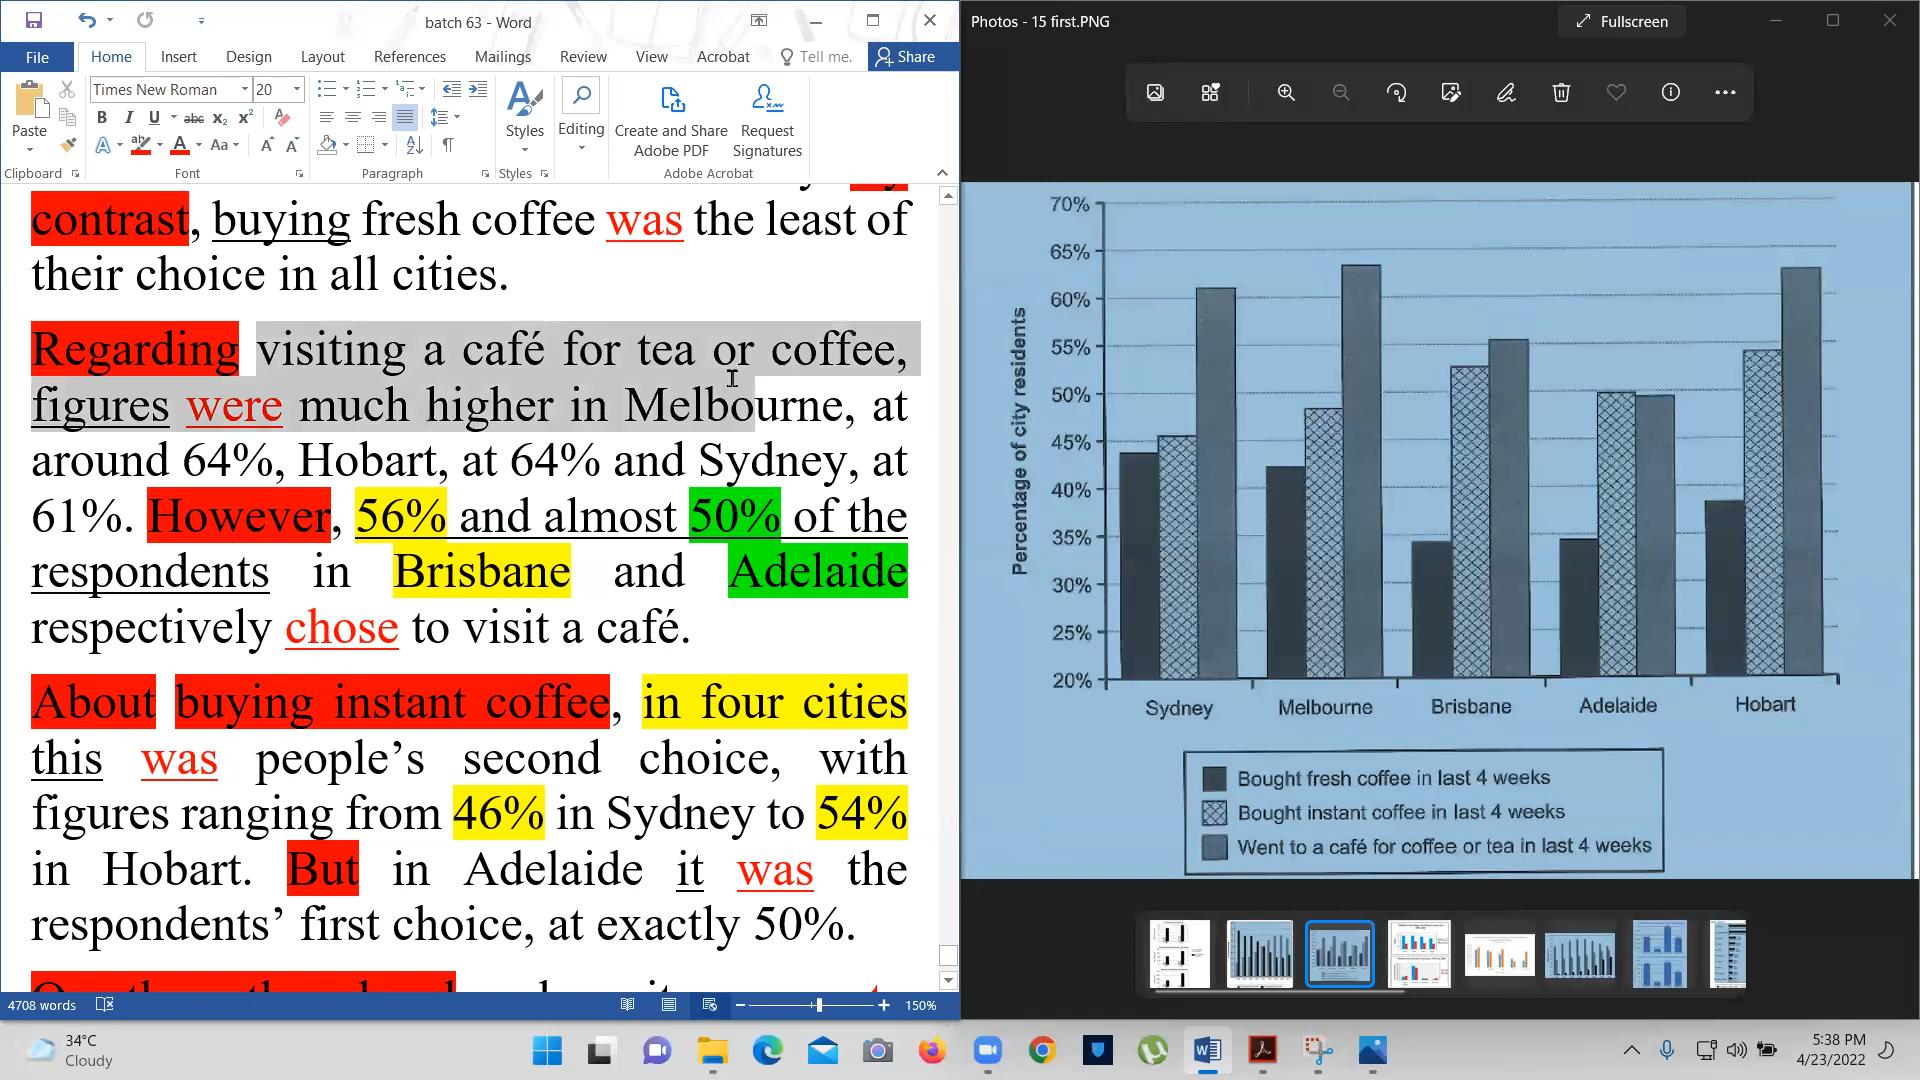 batch 63 - Word
File Home Insert Design Layout References Mailings Review View Acrobat Tell me. Share
Times New Roman 20
Paste
B I U abc x₂ x²
A Aa A A
Styles
Editing
Create and Share Adobe PDF
Request Signatures
Clipboard Font Paragraph Styles Adobe Acrobat
contrast, buying fresh coffee was the least of
their choice in all cities.
Regarding visiting a café for tea or coffee,
figures were much higher in Melbourne, at
around 64%, Hobart, at 64% and Sydney, at
61%. However, 56% and almost 50% of the
respondents in Brisbane and Adelaide
respectively chose to visit a café.
About buying instant coffee, in four cities
this was people’s second choice, with
figures ranging from 46% in Sydney to 54%
in Hobart. But in Adelaide it was the
respondents’ first choice, at exactly 50%.
4708 words
150%
Photos - 15 first.PNG
Fullscreen
Percentage of city residents
70%
65%
60%
55%
50%
45%
40%
35%
30%
25%
20%
Sydney Melbourne Brisbane Adelaide Hobart
Bought fresh coffee in last 4 weeks
Bought instant coffee in last 4 weeks
Went to a café for coffee or tea in last 4 weeks
34°C
Cloudy
5:38 PM
4/23/2022